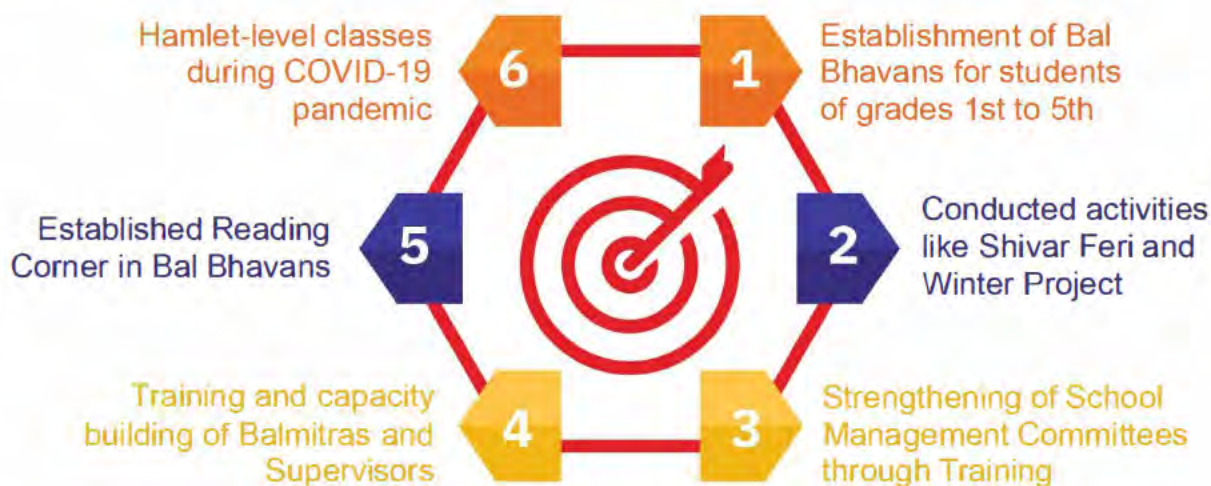 1
Establishment of Bal
Bhavans for students
of grades 1st to 5th
2
Conducted activities
like Shivar Feri and
Winter Project
3
Strengthening of School
Management Committees
through Training
4
Training and capacity
building of Balmitras and
Supervisors
5
Established Reading
Corner in Bal Bhavans
6
Hamlet-level classes
during COVID-19
pandemic